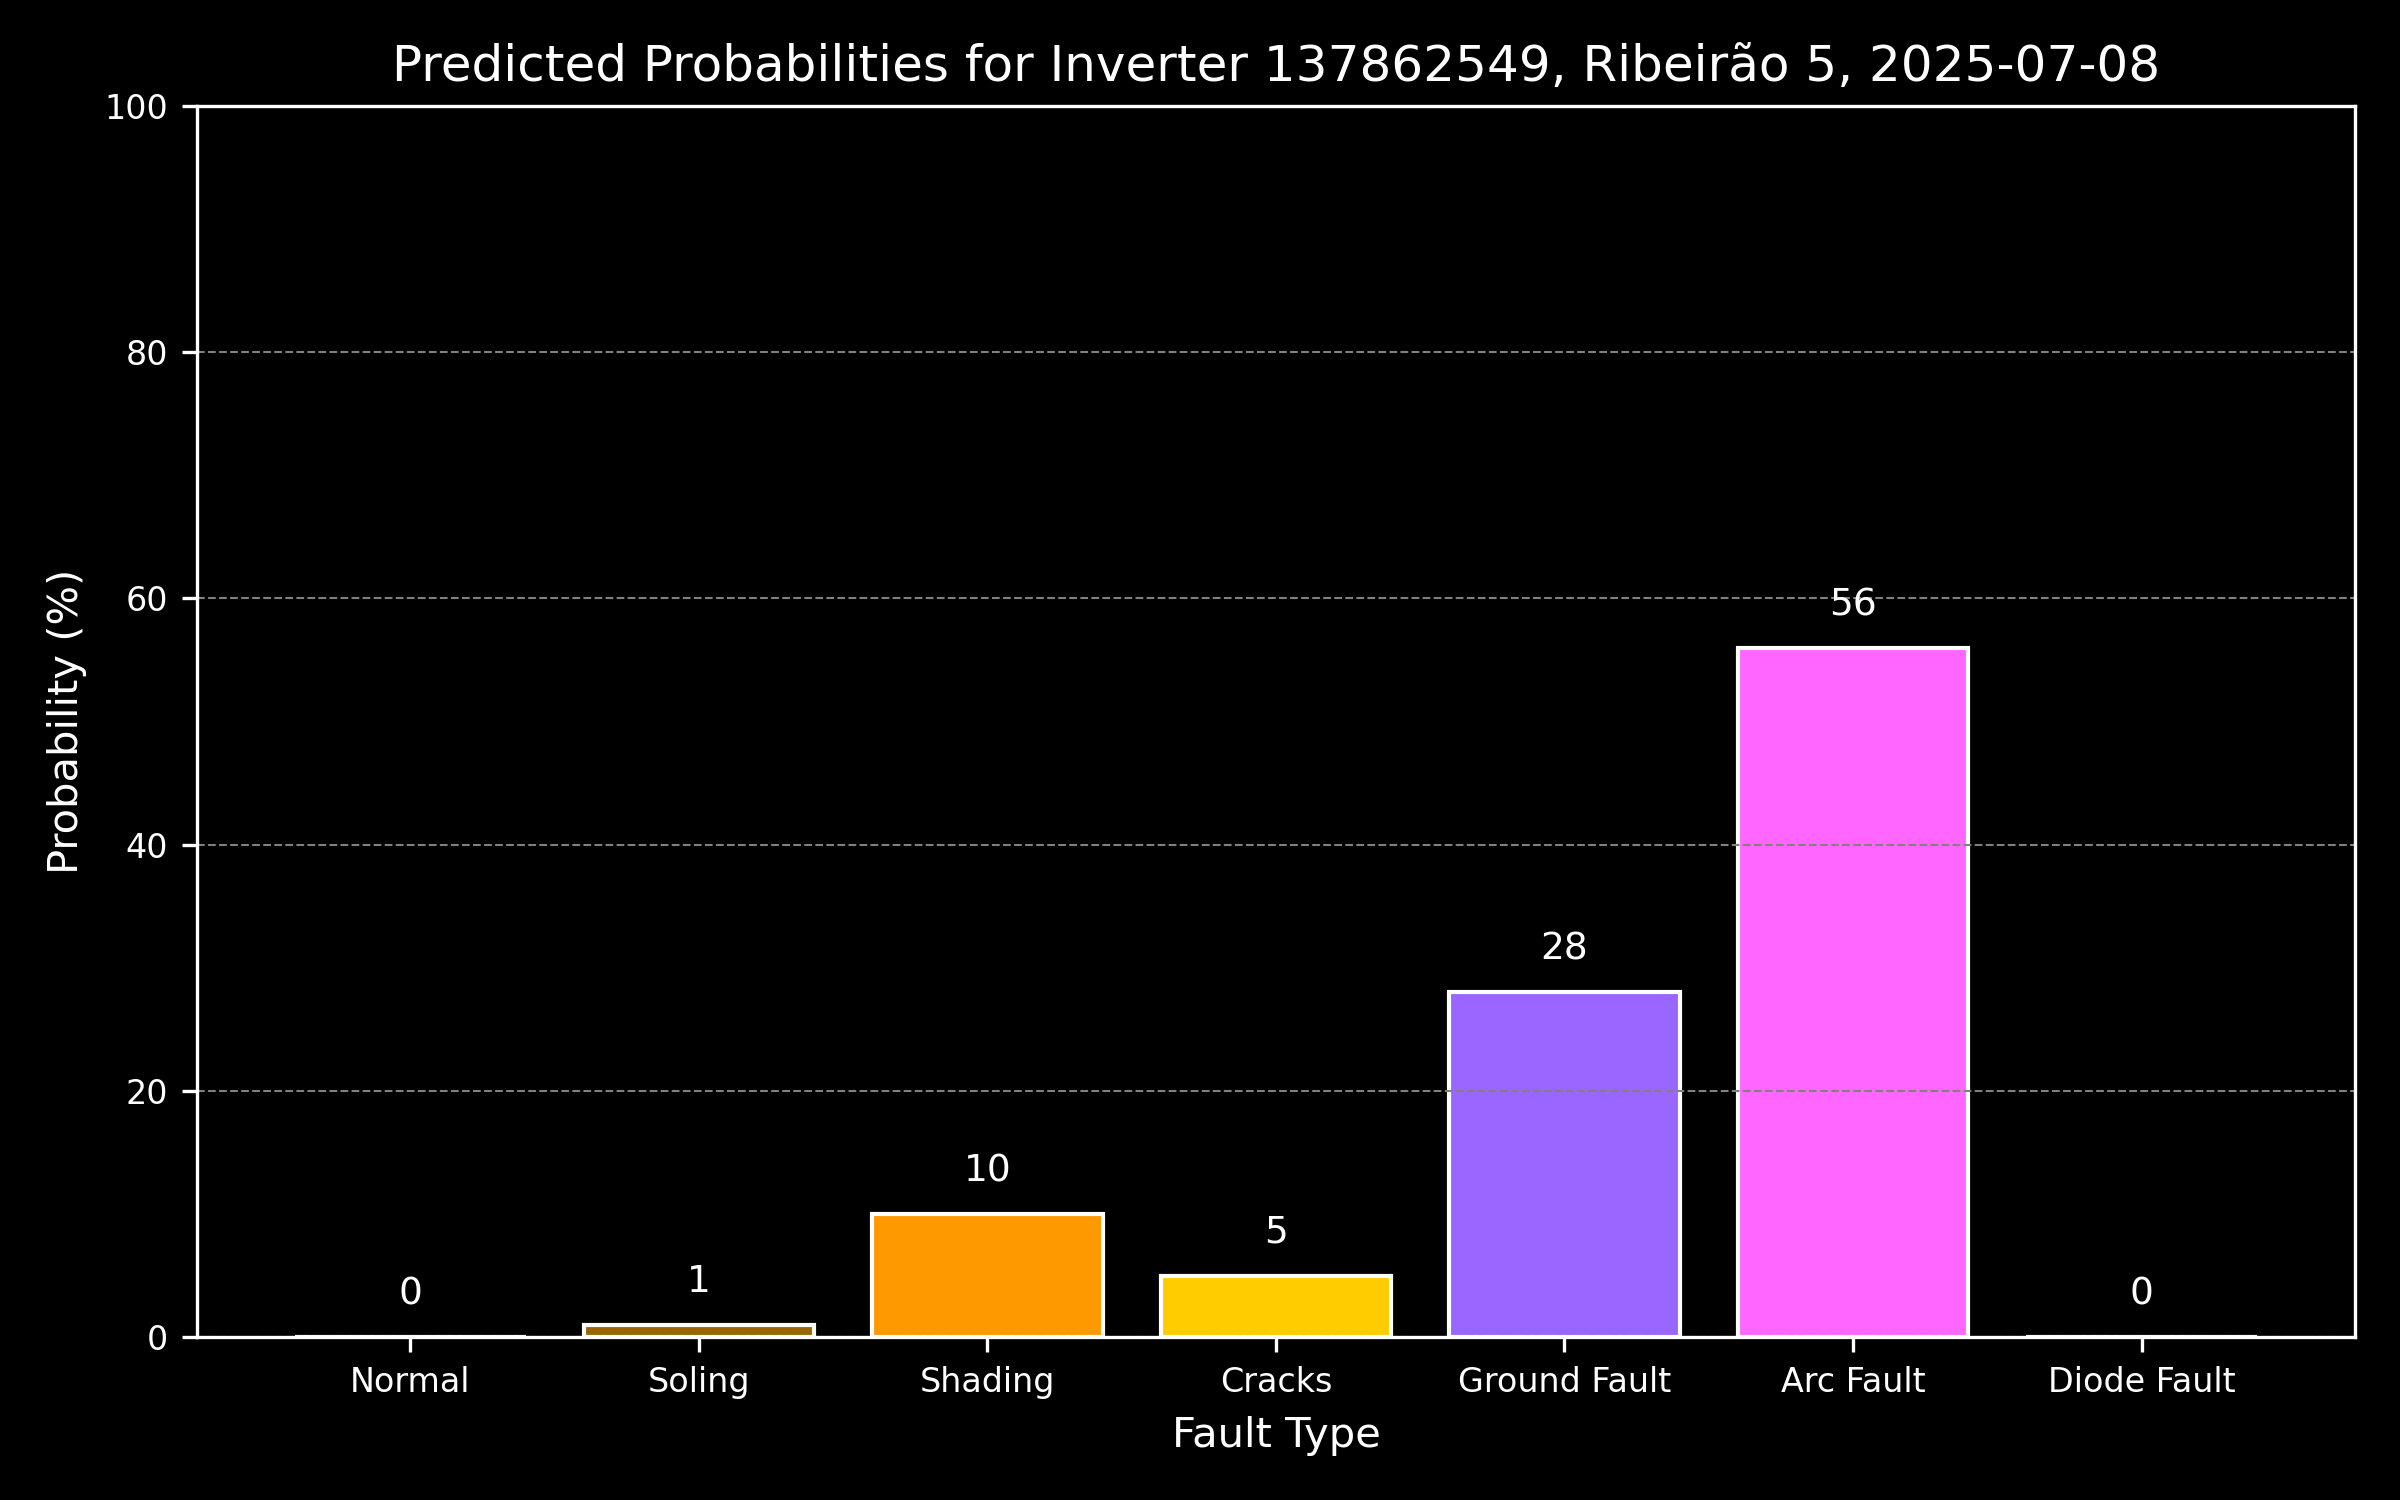 Predicted Probabilities for Inverter 137862549, Ribeirão 5, 2025-07-08
100
80
60
40
20
0
Probability (%)
0
1
10
5
28
56
0
Normal
Soling
Shading
Cracks
Ground Fault
Arc Fault
Diode Fault
Fault Type